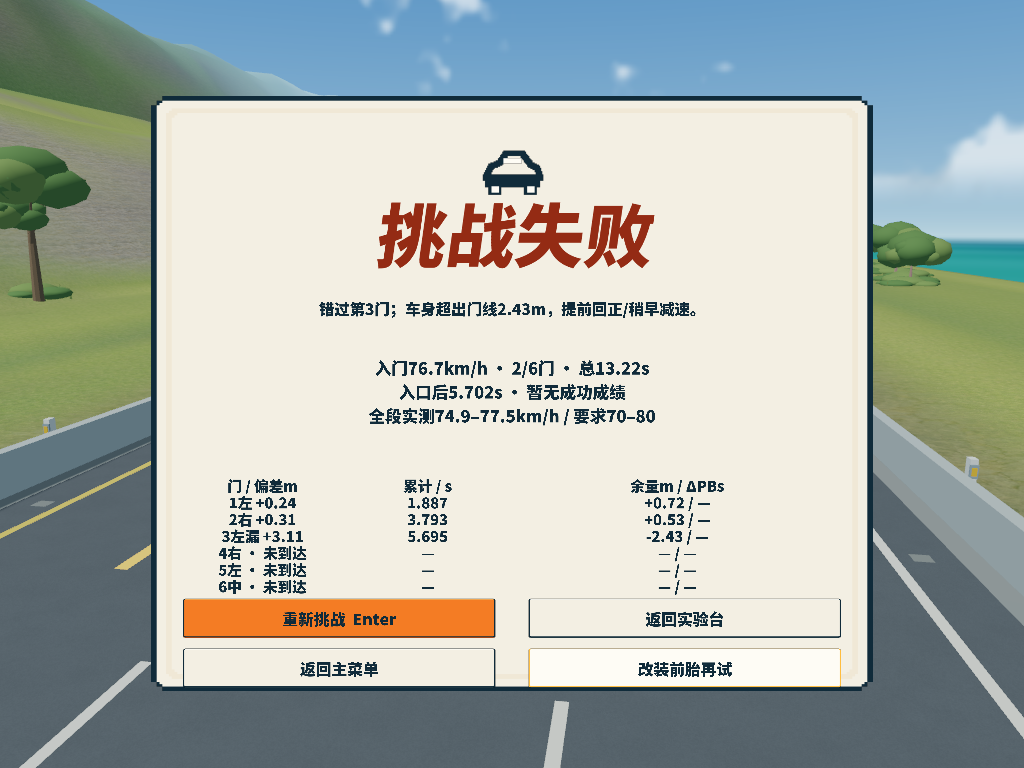 挑战失败
错过第3门；车身超出门线2.43m，提前回正/稍早减速。
入门76.7km/h · 2/6门 · 总13.22s
入口后5.702s · 暂无成功成绩
全段实测74.9–77.5km/h / 要求70–80
门 / 偏差m 累计 / s 余量m / ΔPBs
1左 +0.24 1.887 +0.72 / —
2右 +0.31 3.793 +0.53 / —
3左漏 +3.11 5.695 -2.43 / —
4右 · 未到达 — — / —
5左 · 未到达 — — / —
6中 · 未到达 — — / —
重新挑战 Enter 返回实验台
返回主菜单 改装前胎再试